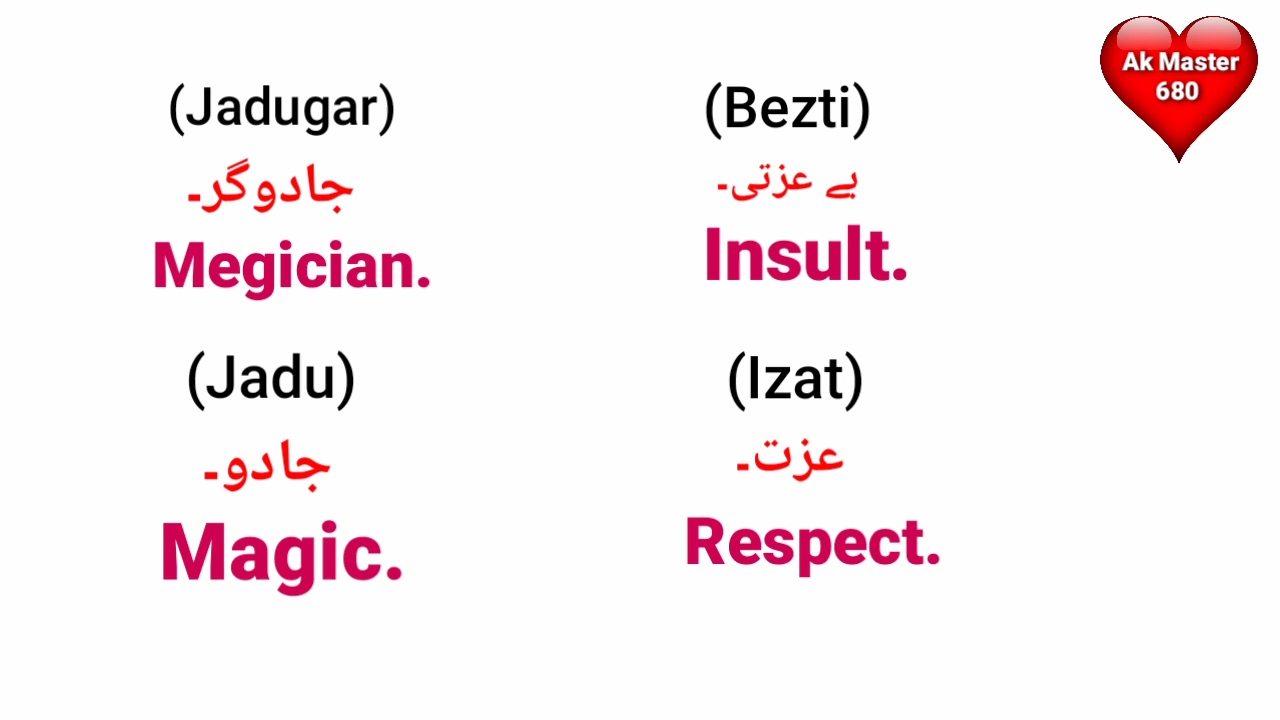 (Jadugar)
جادوگر۔
Megician.
(Bezti)
بے عزتی۔
Insult.
Ak Master
680
(Jadu)
جادو۔
Magic.
(Izat)
عزت۔
Respect.